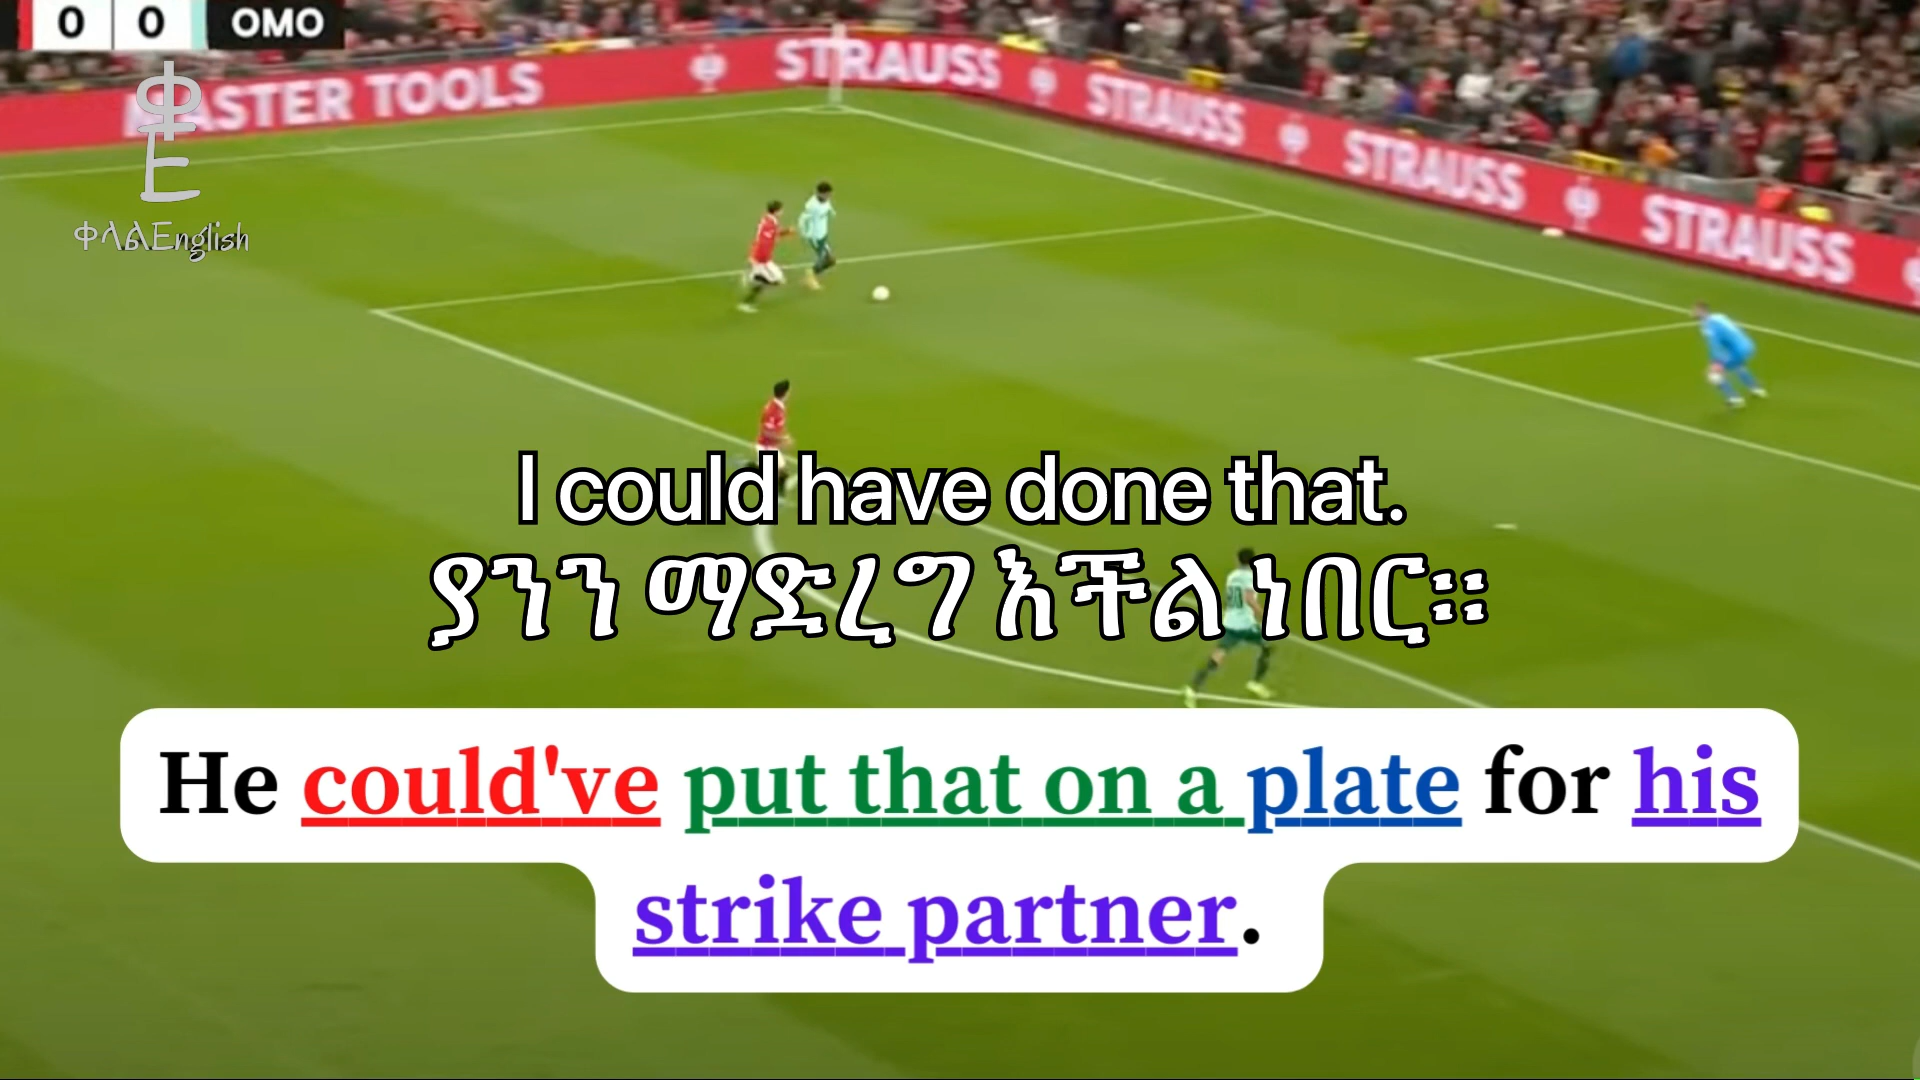 0 0 OMO
MASTER TOOLS STRAUSS STRAUSS STRAUSS STRAUSS
ቀ
E
ቀላልEnglish
I could have done that.
ያንን ማድረግ እችል ነበር።
He could've put that on a plate for his
strike partner.